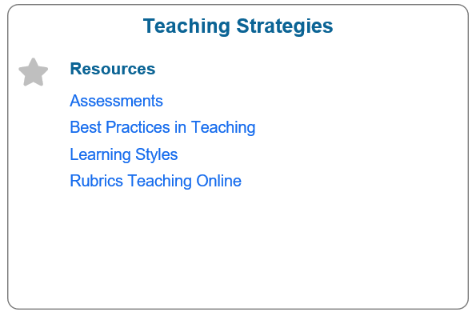 Teaching Strategies
Resources
Assessments
Best Practices in Teaching
Learning Styles
Rubrics Teaching Online